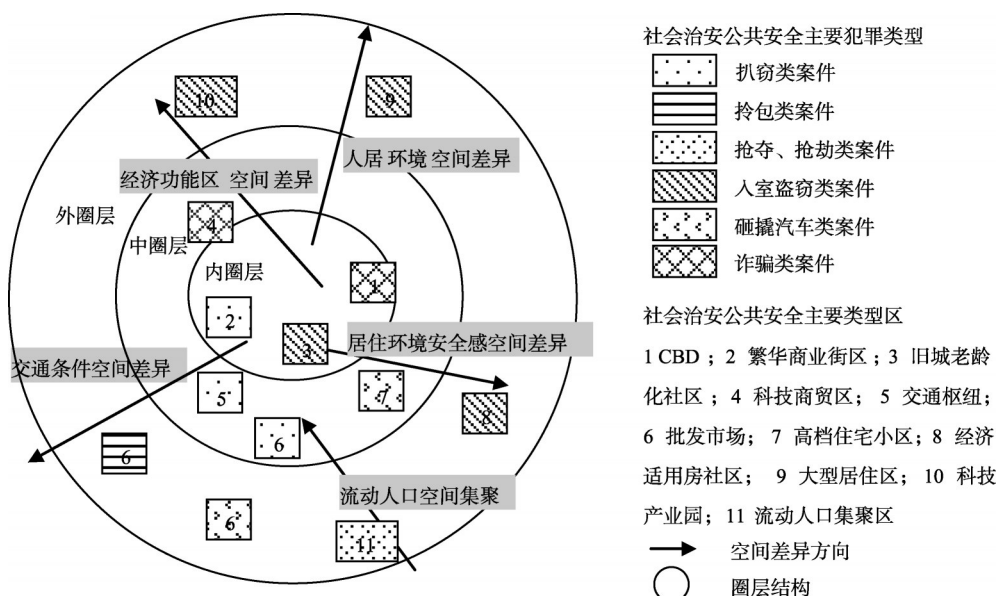 10
9
人居 环境 空间差异
经济功能区 空间 差异
外圈层
4
中圈层
内圈层
1
2
居住环境安全感空间差异
3
交通条件空间差异
5
7
8
6
6
流动人口空间集聚
6
11
社会治安公共安全主要犯罪类型
扒窃类案件
拎包类案件
抢夺、抢劫类案件
入室盗窃类案件
砸撬汽车类案件
诈骗类案件
社会治安公共安全主要类型区
1 CBD ; 2 繁华商业街区 ; 3 旧城老龄
化社区 ; 4 科技商贸区; 5 交通枢纽;
6 批发市场; 7 高档住宅小区; 8 经济
适用房社区; 9 大型居住区; 10 科技
产业园; 11 流动人口集聚区
空间差异方向
圈层结构